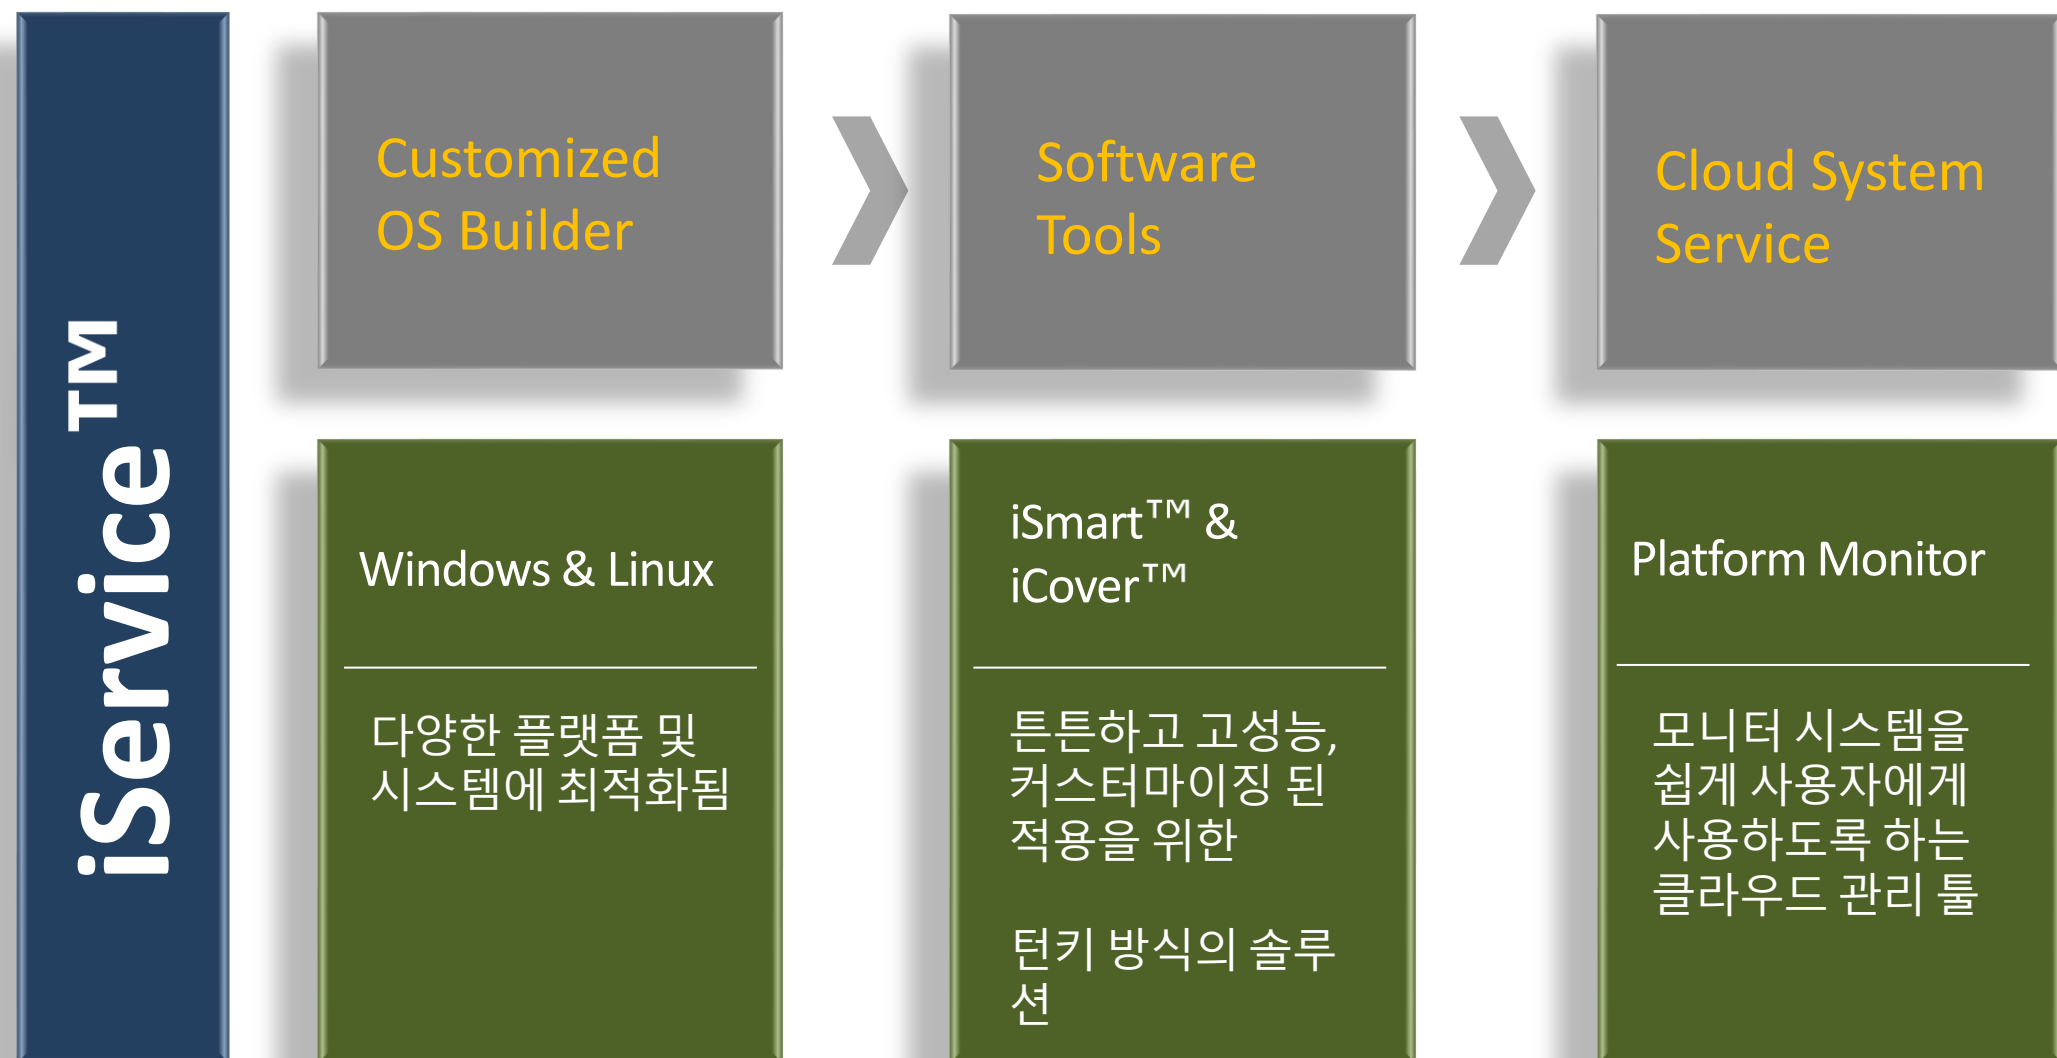 iService™
Customized
OS Builder
Software
Tools
Cloud System
Service
Windows & Linux
다양한 플랫폼 및
시스템에 최적화됨
iSmart™ &
iCover™
튼튼하고 고성능,
커스터마이징 된
적용을 위한
턴키 방식의 솔루
션
Platform Monitor
모니터 시스템을
쉽게 사용자에게
사용하도록 하는
클라우드 관리 툴